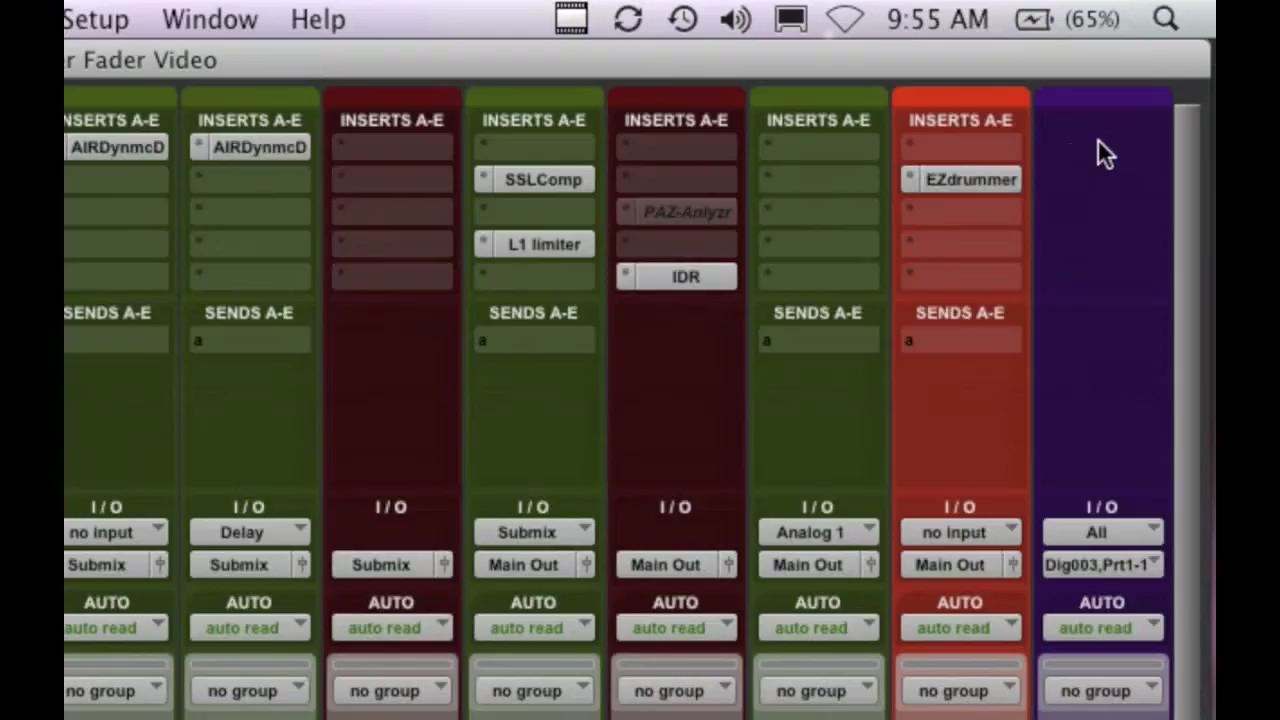 Setup Window Help 9:55 AM (65%)
er Fader Video
NSERTS A-E INSERTS A-E INSERTS A-E INSERTS A-E INSERTS A-E INSERTS A-E INSERTS A-E
AIRDynmcD AIRDynmcD
SSLComp EZdrummer
PAZ-Anlyzr
L1 limiter
IDR
SENDS A-E SENDS A-E SENDS A-E SENDS A-E SENDS A-E
a a a a
I/O I/O I/O I/O I/O I/O I/O I/O
no input Delay Submix Analog 1 no input All
Submix Submix Submix Main Out Main Out Main Out Main Out Dig003,Prt1-1
AUTO AUTO AUTO AUTO AUTO AUTO AUTO AUTO
auto read auto read auto read auto read auto read auto read auto read auto read
no group no group no group no group no group no group no group no group